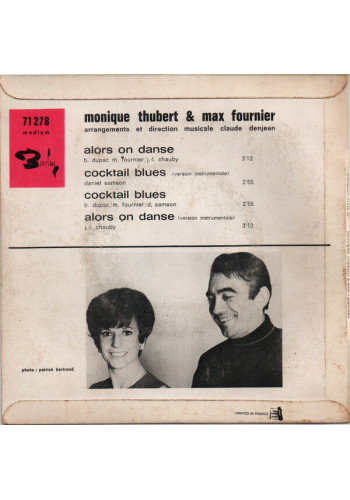 71278
medium
Barclay
monique thubert & max fournier
arrangements et direction musicale claude denjean
alors on danse
b. dupac m. fournier, j.-l. chauby 3'12
cocktail blues (version instrumentale)
daniel samson 2'55
cocktail blues
b. dupac/m. fournier/d. samson 2'55
alors on danse (version instrumentale)
j.-l. chauby 3'12
photo : patrick bertrand
PRINTED IN FRANCE